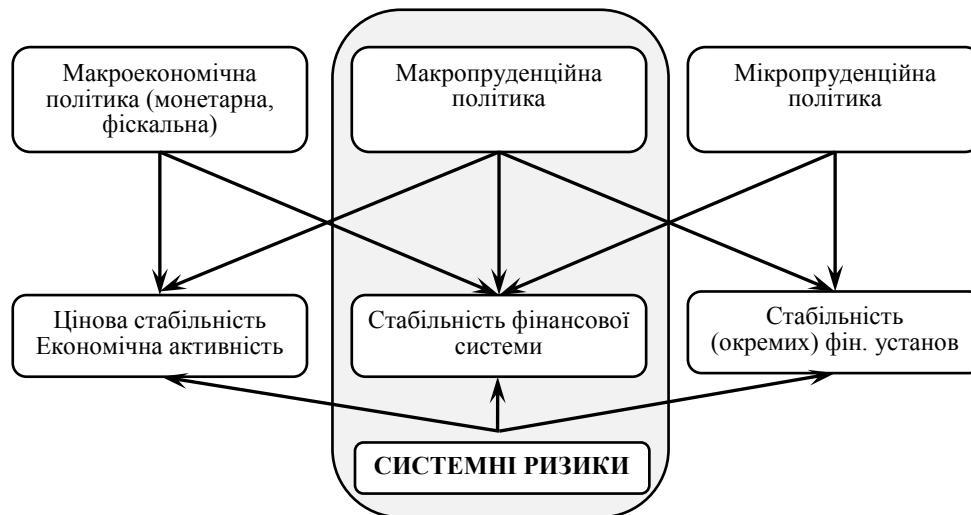 Макроекономічна
політика (монетарна,
фіскальна)
Макропруденційна
політика
Мікропруденційна
політика
Цінова стабільність
Економічна активність
Стабільність фінансової
системи
Стабільність
(окремих) фін. установ
СИСТЕМНІ РИЗИКИ